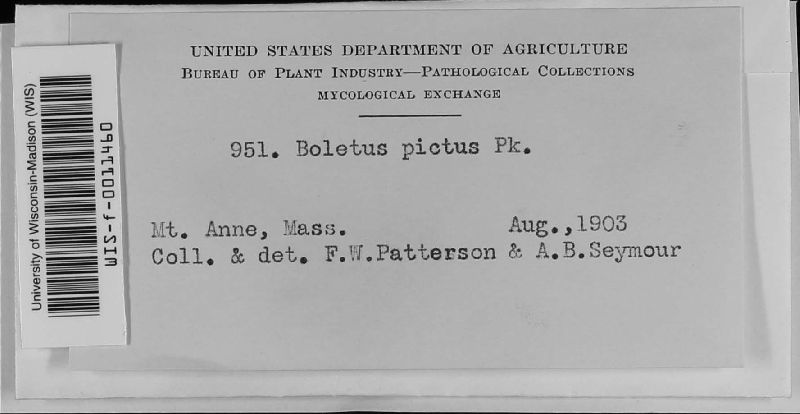 UNITED STATES DEPARTMENT OF AGRICULTURE
BUREAU OF PLANT INDUSTRY—PATHOLOGICAL COLLECTIONS
MYCOLOGICAL EXCHANGE
951. Boletus pictus Pk.
Mt. Anne, Mass. Aug.,1903
Coll. & det. F.W.Patterson & A.B.Seymour
University of Wisconsin-Madison (WIS)
WIS-f-0011460